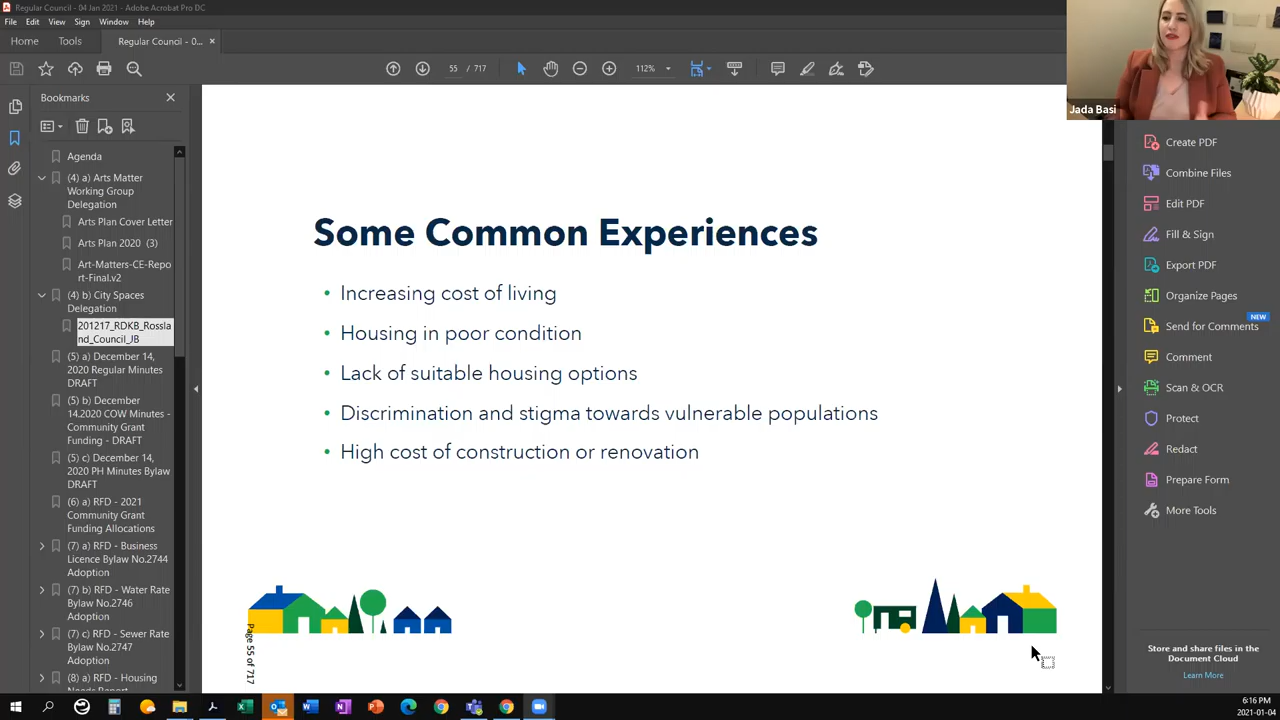 Regular Council - 04 Jan 2021 - Adobe Acrobat Pro DC
File Edit View Sign Window Help
Home Tools Regular Council - 0... ×
55 / 717 112%
Bookmarks
Agenda
(4) a) Arts Matter
Working Group
Delegation
Arts Plan Cover Letter
Arts Plan 2020 (3)
Art-Matters-CE-Repo
rt-Final.v2
(4) b) City Spaces
Delegation
201217_RDKB_Rossla
nd_Council_JB
(5) a) December 14,
2020 Regular Minutes
DRAFT
(5) b) December
14.2020 COW Minutes -
Community Grant
Funding - DRAFT
(5) c) December 14,
2020 PH Minutes Bylaw
DRAFT
(6) a) RFD - 2021
Community Grant
Funding Allocations
(7) a) RFD - Business
Licence Bylaw No.2744
Adoption
(7) b) RFD - Water Rate
Bylaw No.2746
Adoption
(7) c) RFD - Sewer Rate
Bylaw No.2747
Adoption
(8) a) RFD - Housing
Needs Report
Some Common Experiences
• Increasing cost of living
• Housing in poor condition
• Lack of suitable housing options
• Discrimination and stigma towards vulnerable populations
• High cost of construction or renovation
Page 55 of 717
Jada Basi
Create PDF
Combine Files
Edit PDF
Fill & Sign
Export PDF
Organize Pages
NEW
Send for Comments
Comment
Scan & OCR
Protect
Redact
Prepare Form
More Tools
Store and share files in the
Document Cloud
Learn More
6:16 PM
2021-01-04